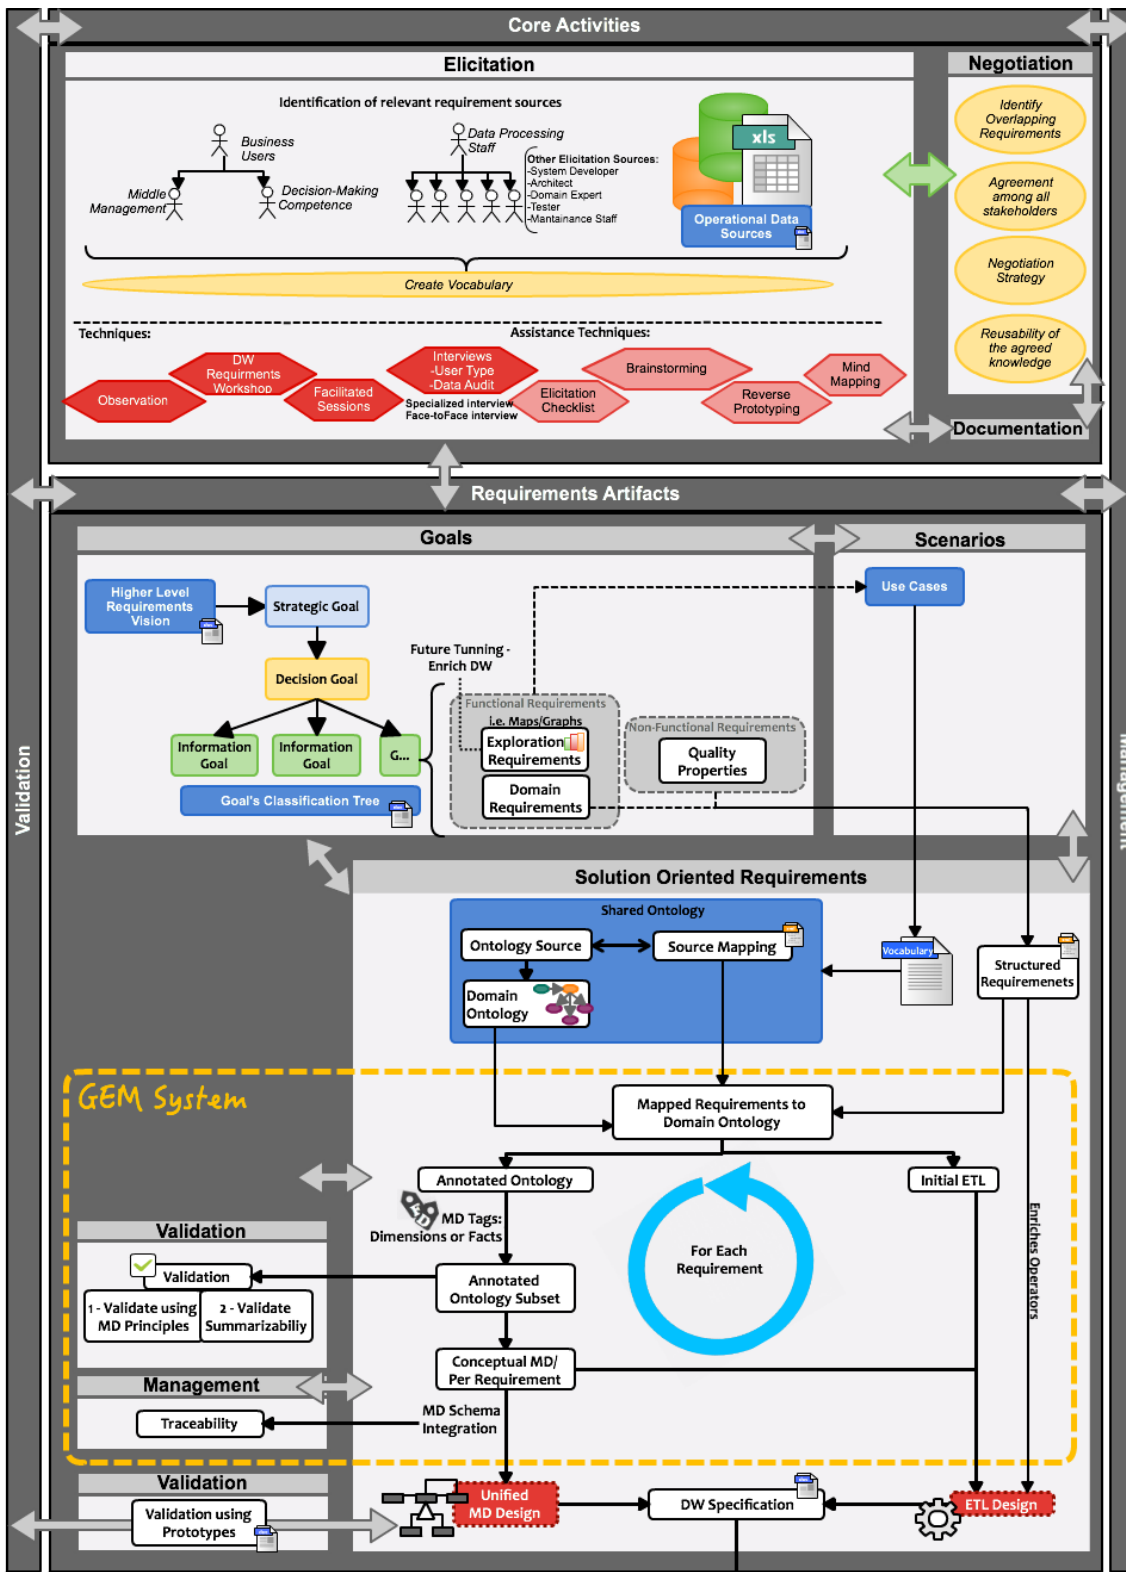 Core Activities
Elicitation
Negotiation
Identification of relevant requirement sources
Business
Users
Data Processing
Staff
Middle
Management
Decision-Making
Competence
Other Elicitation Sources:
-System Developer
-Architect
-Domain Expert
-Tester
-Mantainance Staff
xls
Operational Data
Sources
Create Vocabulary
Identify
Overlapping
Requirements
Agreement
among all
stakeholders
Negotiation
Strategy
Reusability of
the agreed
knowledge
Techniques:
Assistance Techniques:
Observation
DW
Requirments
Workshop
Facilitated
Sessions
Interviews
-User Type
-Data Audit
Specialized interview
Face-toFace interview
Elicitation
Checklist
Brainstorming
Reverse
Prototyping
Mind
Mapping
Documentation
Requirements Artifacts
Validation
Management
Goals
Scenarios
Higher Level
Requirements
Vision
Strategic Goal
Decision Goal
Information
Goal
Information
Goal
G...
Goal's Classification Tree
Future Tunning -
Enrich DW
Functional Requirements
i.e. Maps/Graphs
Exploration
Requirements
Domain
Requirements
Non-Functional Requirements
Quality
Properties
Use Cases
Solution Oriented Requirements
Shared Ontology
Ontology Source
Source Mapping
Domain
Ontology
Vocabulary
Structured
Requiremenets
GEM System
Mapped Requirements to
Domain Ontology
Annotated Ontology
Initial ETL
MD Tags:
Dimensions or Facts
For Each
Requirement
Enriches Operators
Validation
Validation
1 - Validate using
MD Principles
2 - Validate
Summarizabiliy
Annotated
Ontology Subset
Conceptual MD/
Per Requirement
Management
Traceability
MD Schema
Integration
Validation
Validation using
Prototypes
Unified
MD Design
DW Specification
ETL Design